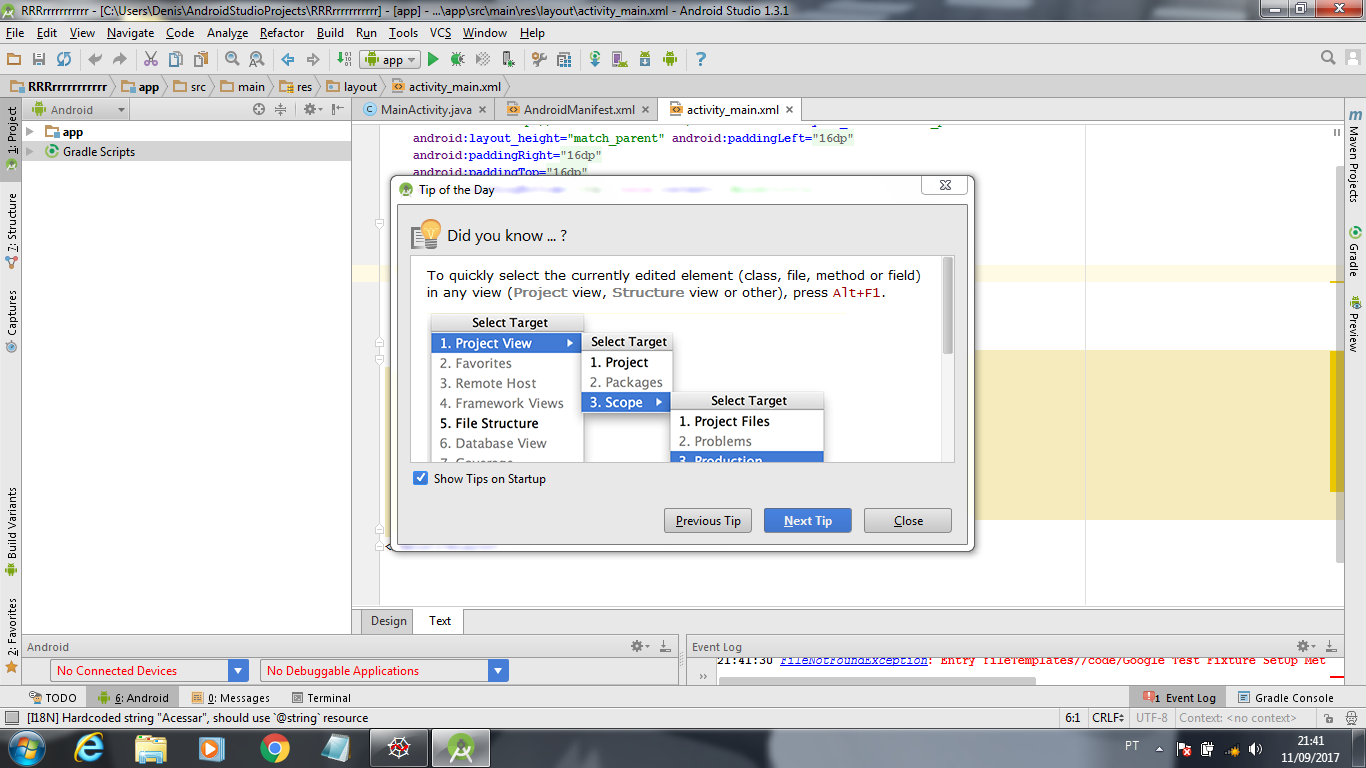 RRRrrrrrrrrrr - [C:\Users\Denis\AndroidStudioProjects\RRRrrrrrrrrrr] - [app] - ...\app\src\main\res\layout\activity_main.xml - Android Studio 1.3.1
File Edit View Navigate Code Analyze Refactor Build Run Tools VCS Window Help
app
RRRrrrrrrrrrr app src main res layout activity_main.xml
1: Project
7: Structure
Captures
Build Variants
2: Favorites
Android
app
Gradle Scripts
MainActivity.java AndroidManifest.xml activity_main.xml
android:layout_height="match_parent" android:paddingLeft="16dp"
android:paddingRight="16dp"
android:paddingTop="16dp"
Tip of the Day
Did you know ... ?
To quickly select the currently edited element (class, file, method or field)
in any view (Project view, Structure view or other), press Alt+F1.
Select Target
1. Project View
2. Favorites
3. Remote Host
4. Framework Views
5. File Structure
6. Database View
Select Target
1. Project
2. Packages
3. Scope
Select Target
1. Project Files
2. Problems
3. Production
Show Tips on Startup
Previous Tip Next Tip Close
Maven Projects
Gradle
Preview
Design Text
Android
No Connected Devices No Debuggable Applications
Event Log
21:41:30 FileNotFoundException: Entry fileTemplates//code/Google Test Fixture SetUp Met
TODO 6: Android 0: Messages Terminal 1 Event Log Gradle Console
[I18N] Hardcoded string "Acessar", should use `@string` resource 6:1 CRLF UTF-8 Context: <no context>
PT 21:41
11/09/2017